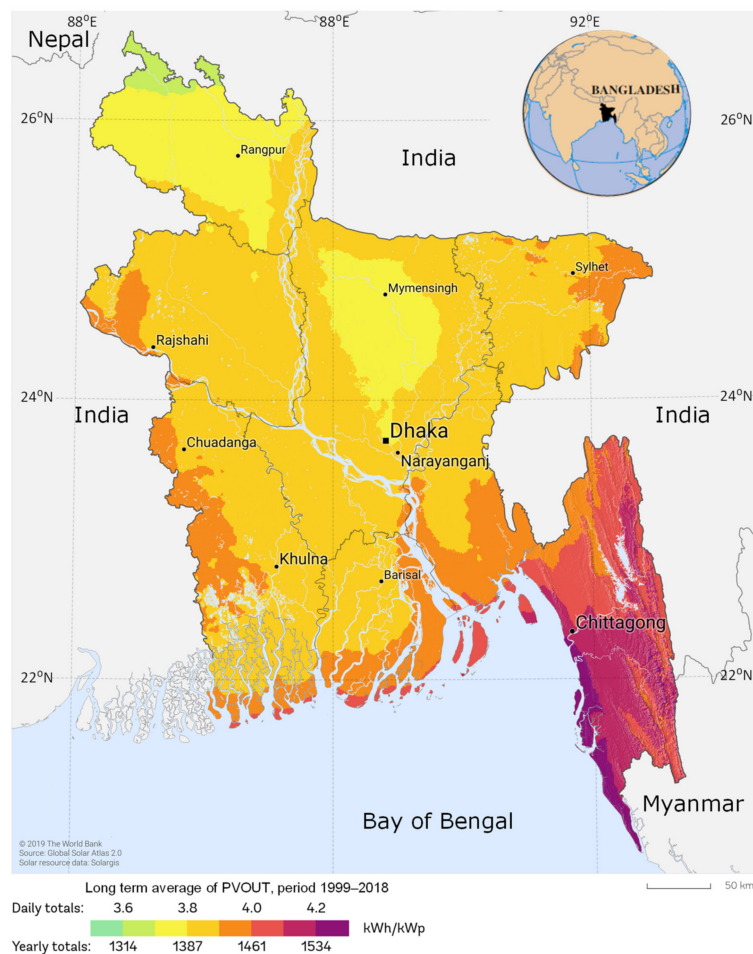 88°E
88°E
92°E
Nepal
BANGLADESH
26°N
26°N
Rangpur
India
Sylhet
Mymensingh
Rajshahi
24°N
24°N
India
India
Dhaka
Chuadanga
Narayanganj
Khulna
Barisal
Chittagong
22°N
22°N
Myanmar
Bay of Bengal
© 2019 The World Bank
Source: Global Solar Atlas 2.0
Solar resource data: Solargis
50 km
Long term average of PVOUT, period 1999–2018
Daily totals: 3.6 3.8 4.0 4.2
kWh/kWp
Yearly totals: 1314 1387 1461 1534